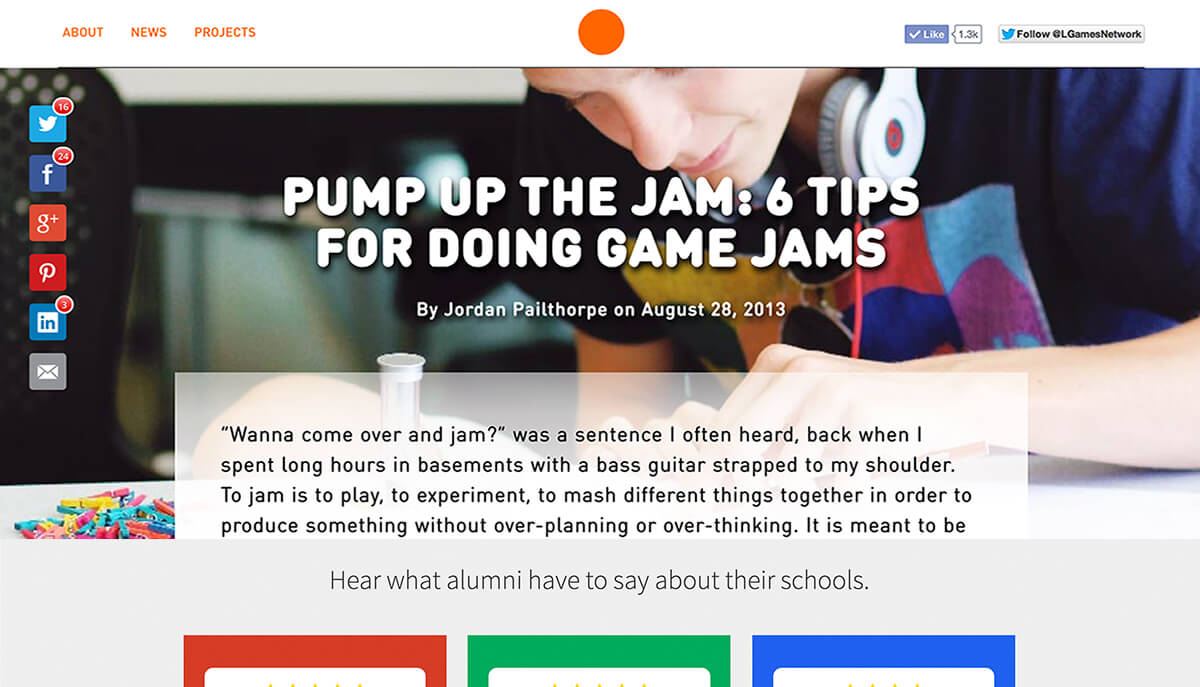 ABOUT NEWS PROJECTS
Like 1.3k Follow @LGamesNetwork
16
24
g+
3
in
PUMP UP THE JAM: 6 TIPS
FOR DOING GAME JAMS
By Jordan Pailthorpe on August 28, 2013
"Wanna come over and jam?" was a sentence I often heard, back when I
spent long hours in basements with a bass guitar strapped to my shoulder.
To jam is to play, to experiment, to mash different things together in order to
produce something without over-planning or over-thinking. It is meant to be
Hear what alumni have to say about their schools.